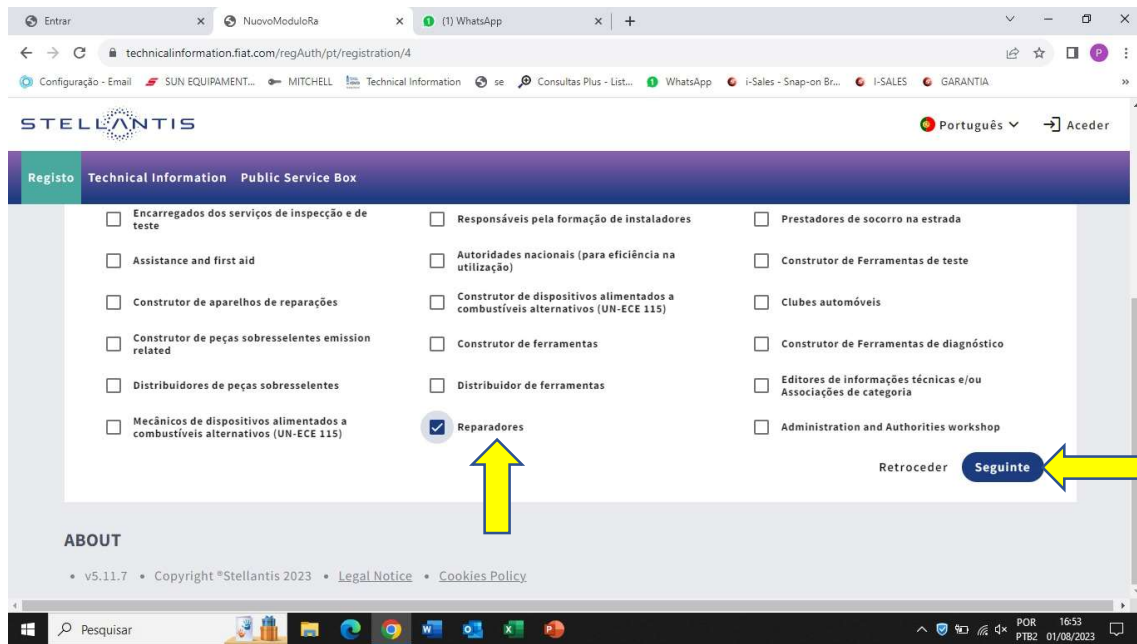 Entrar
NuovoModuloRa
(1) WhatsApp
technicalinformation.fiat.com/regAuth/pt/registration/4
P
Configuração - Email SUN EQUIPAMENT... MITCHELL Technical Information se Consultas Plus - List... WhatsApp i-Sales - Snap-on Br... I-SALES GARANTIA »
STELLANTIS
Português
Aceder
Registo Technical Information Public Service Box
Encarregados dos serviços de inspecção e de
teste
Responsáveis pela formação de instaladores
Prestadores de socorro na estrada
Assistance and first aid
Autoridades nacionais (para eficiência na
utilização)
Construtor de Ferramentas de teste
Construtor de aparelhos de reparações
Construtor de dispositivos alimentados a
combustíveis alternativos (UN-ECE 115)
Clubes automóveis
Construtor de peças sobresselentes emission
related
Construtor de ferramentas
Construtor de Ferramentas de diagnóstico
Distribuidores de peças sobresselentes
Distribuidor de ferramentas
Editores de informações técnicas e/ou
Associações de categoria
Mecânicos de dispositivos alimentados a
combustíveis alternativos (UN-ECE 115)
Reparadores
Administration and Authorities workshop
Retroceder
Seguinte
ABOUT
• v5.11.7 • Copyright ®Stellantis 2023 • Legal Notice • Cookies Policy
Pesquisar
POR 16:53
PTB2 01/08/2023